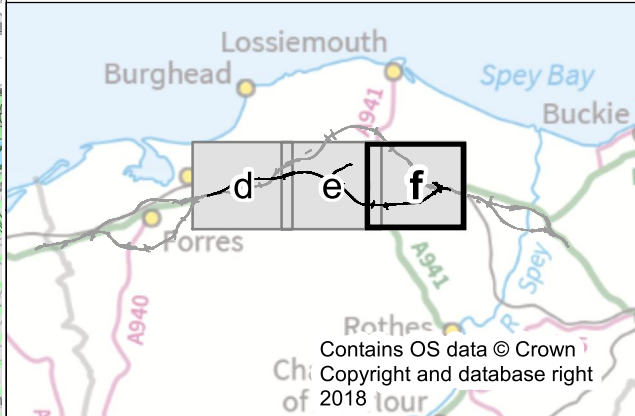 Lossiemouth
Burghead
Spey Bay
A941
Buckie
d
e
f
Forres
A941
Spey
R
A940
Rothes
Contains OS data © Crown
Copyright and database right
2018